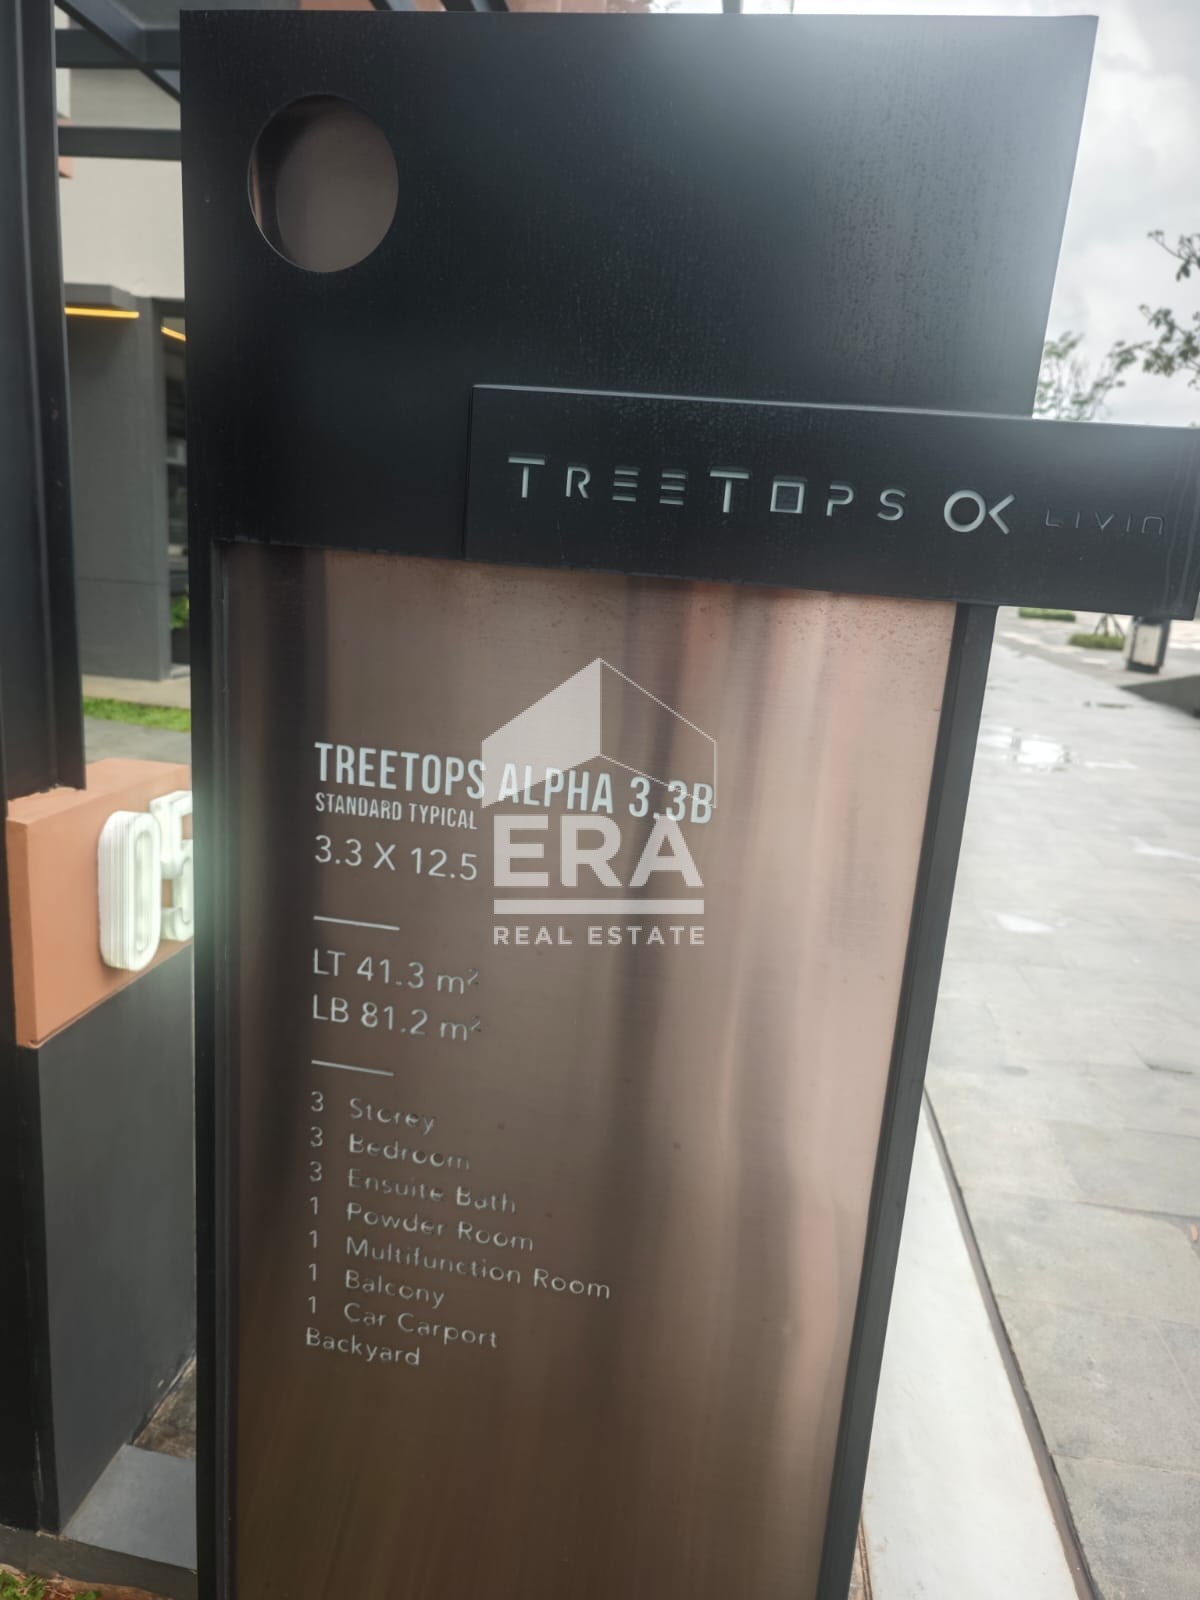 TREETOPS OK LIVIN
TREETOPS ALPHA 3.3B
STANDARD TYPICAL
3.3 X 12.5
ERA
REAL ESTATE
LT 41.3 m²
LB 81.2 m²
3 Storey
3 Bedroom
3 Ensuite Bath
1 Powder Room
1 Multifunction Room
1 Balcony
1 Car Carport
Backyard
05